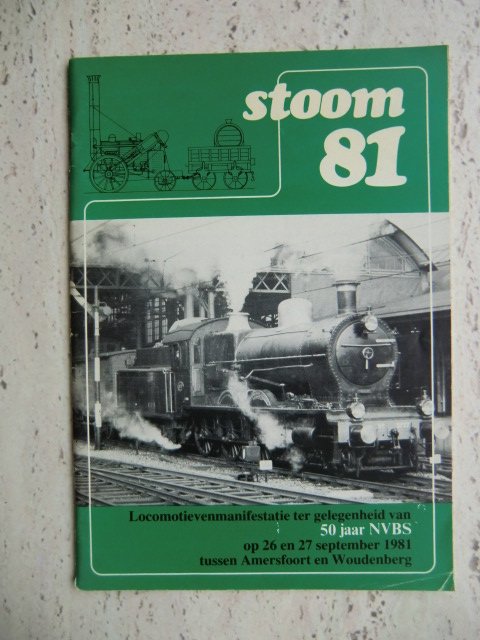 stoom
81
Locomotievenmanifestatie ter gelegenheid van
50 jaar NVBS
op 26 en 27 september 1981
tussen Amersfoort en Woudenberg